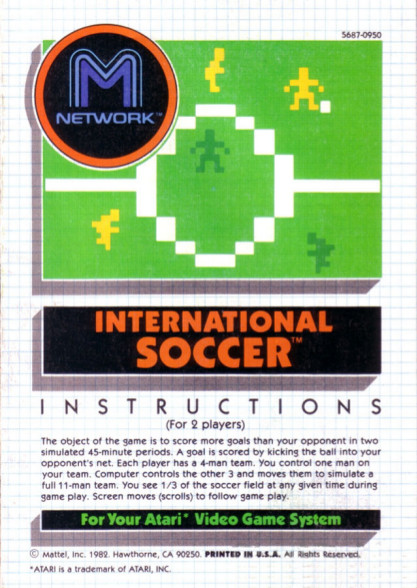 5687-0950
M
NETWORK™
INTERNATIONAL
SOCCER™
INSTRUCTIONS
(For 2 players)
The object of the game is to score more goals than your opponent in two
simulated 45-minute periods. A goal is scored by kicking the ball into your
opponent's net. Each player has a 4-man team. You control one man on
your team. Computer controls the other 3 and moves them to simulate a
full 11-man team. You see 1/3 of the soccer field at any given time during
game play. Screen moves (scrolls) to follow game play.
For Your Atari* Video Game System
© Mattel, Inc. 1982. Hawthorne, CA 90250. PRINTED IN U.S.A. All Rights Reserved.
*ATARI is a trademark of ATARI, INC.